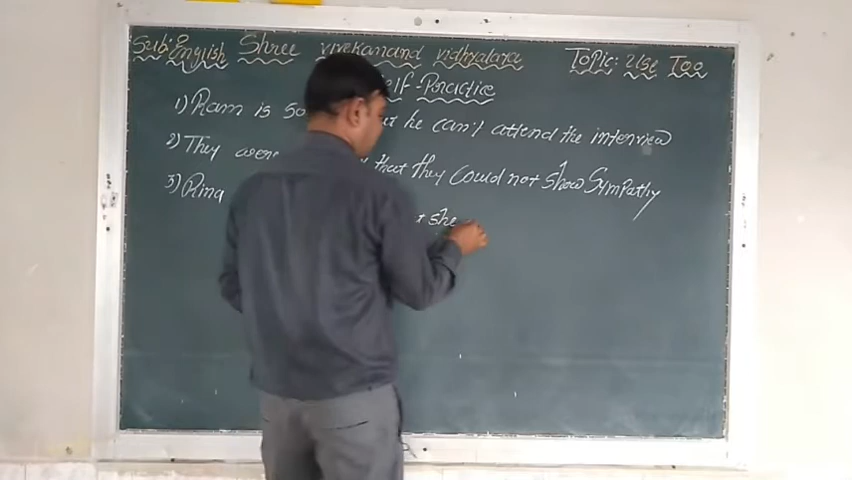 Sub: English Shree vivekanand vidhyalaya Topic: Use Too
Self-Practice
1) Ram is so he can't attend the interview
2) They were that they could not show Sympathy
3) Rina she